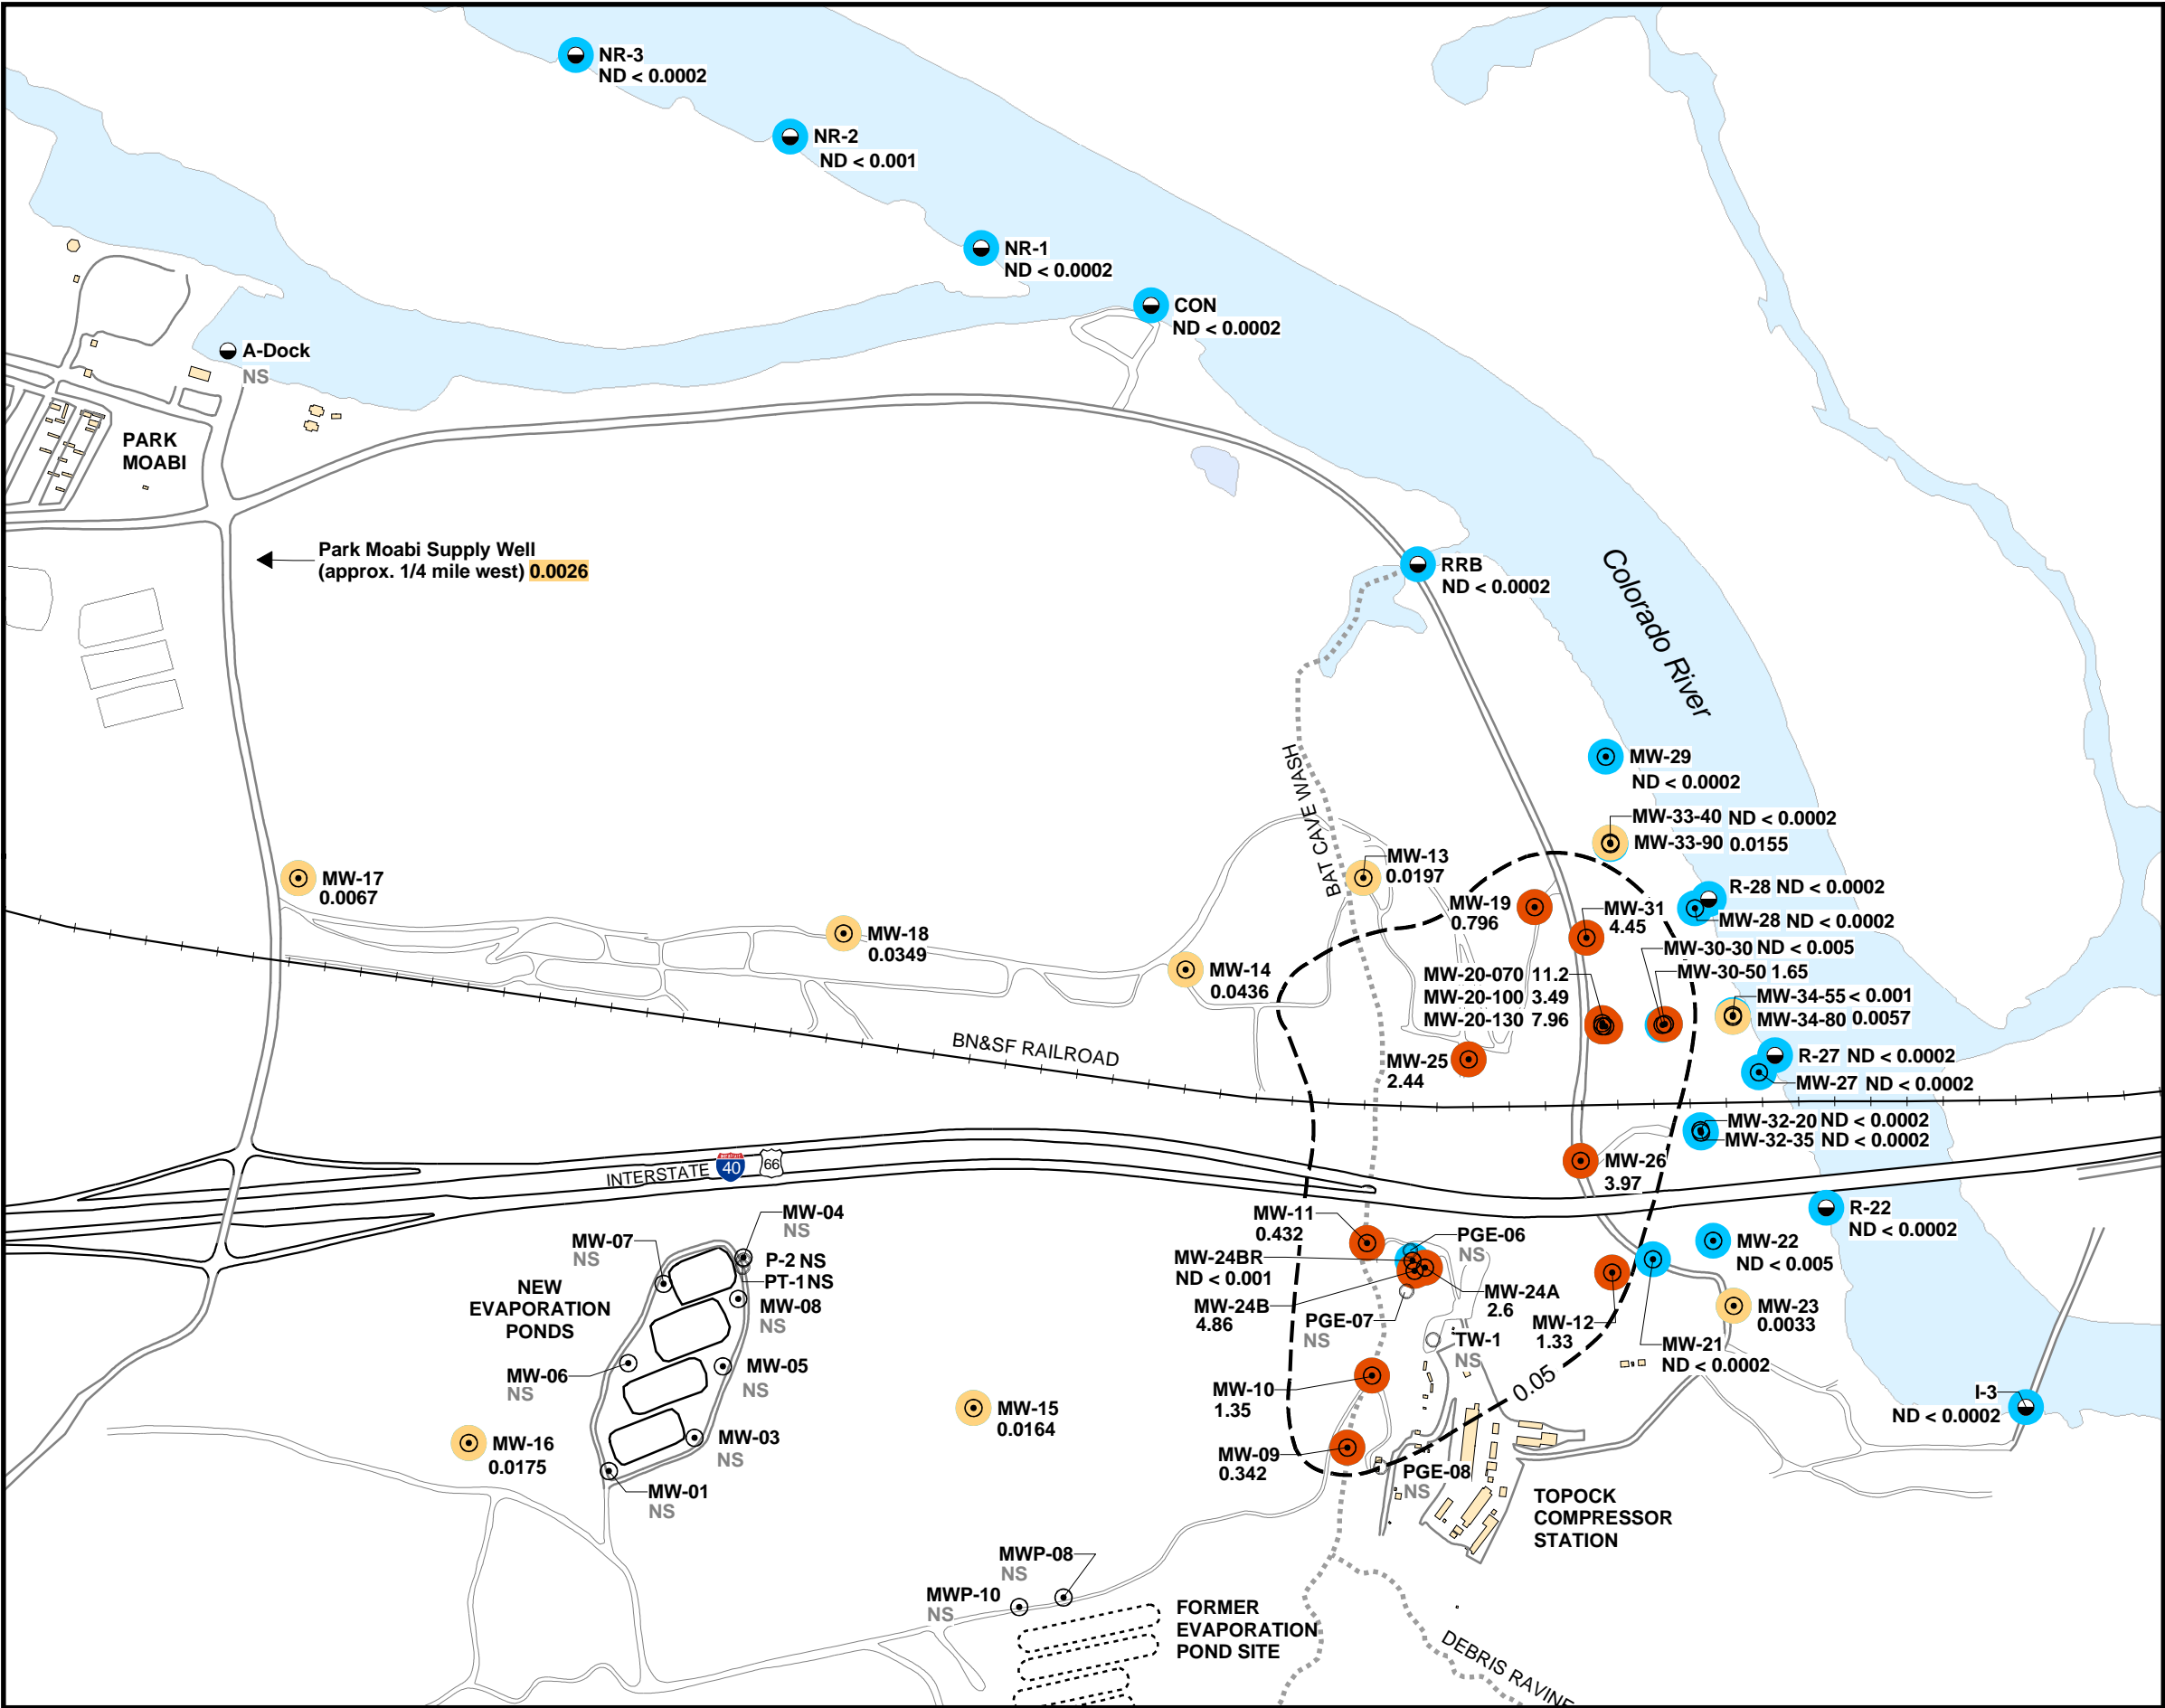 NR-3
ND < 0.0002
NR-2
ND < 0.001
NR-1
ND < 0.0002
CON
ND < 0.0002
A-Dock
NS
PARK
MOABI
Park Moabi Supply Well
(approx. 1/4 mile west) 0.0026
RRB
ND < 0.0002
Colorado River
BAT CAVE WASH
MW-29
ND < 0.0002
MW-33-40 ND < 0.0002
MW-33-90 0.0155
MW-13
0.0197
MW-17
0.0067
MW-18
0.0349
MW-14
0.0436
MW-19
0.796
MW-31
4.45
R-28 ND < 0.0002
MW-28 ND < 0.0002
MW-30-30 ND < 0.005
MW-30-50 1.65
MW-20-070 11.2
MW-20-100 3.49
MW-20-130 7.96
MW-34-55 < 0.001
MW-34-80 0.0057
MW-25
2.44
R-27 ND < 0.0002
MW-27 ND < 0.0002
BN&SF RAILROAD
MW-32-20 ND < 0.0002
MW-32-35 ND < 0.0002
MW-26
3.97
INTERSTATE 40 66
MW-04
NS
MW-07
NS
P-2 NS
PT-1 NS
MW-08
NS
NEW
EVAPORATION
PONDS
MW-06
NS
MW-05
NS
MW-03
NS
MW-01
NS
MW-16
0.0175
MW-15
0.0164
MW-11
0.432
MW-24BR
ND < 0.001
MW-24B
4.86
PGE-06
NS
MW-24A
2.6
PGE-07
NS
TW-1
NS
MW-12
1.33
MW-21
ND < 0.0002
R-22
ND < 0.0002
MW-22
ND < 0.005
MW-23
0.0033
MW-10
1.35
MW-09
0.342
0.05
PGE-08
NS
I-3
ND < 0.0002
TOPOCK
COMPRESSOR
STATION
MWP-08
NS
MWP-10
NS
FORMER
EVAPORATION
POND SITE
DEBRIS RAVINE